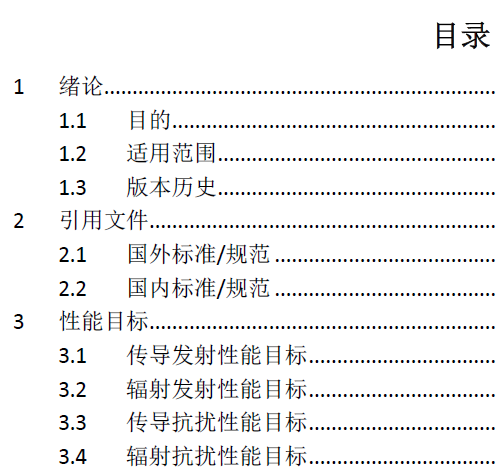 目录
1 绪论
1.1 目的
1.2 适用范围
1.3 版本历史
2 引用文件
2.1 国外标准/规范
2.2 国内标准/规范
3 性能目标
3.1 传导发射性能目标
3.2 辐射发射性能目标
3.3 传导抗扰性能目标
3.4 辐射抗扰性能目标